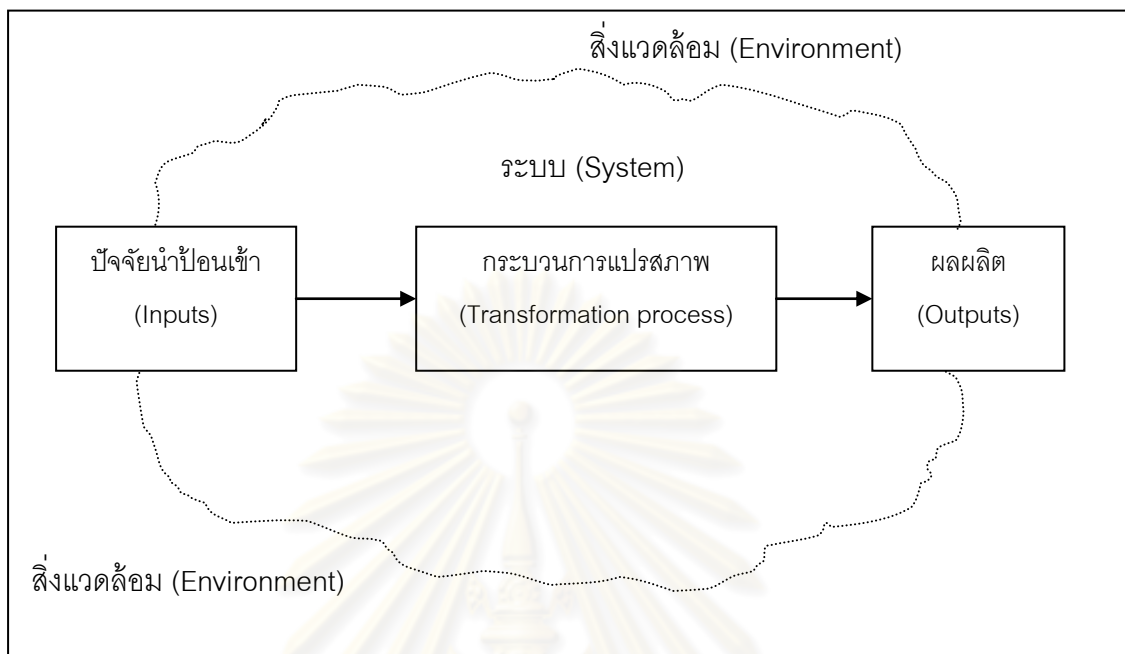 สิ่งแวดล้อม (Environment)
ระบบ (System)
ปัจจัยนำป้อนเข้า
(Inputs)
กระบวนการแปรสภาพ
(Transformation process)
ผลผลิต
(Outputs)
สิ่งแวดล้อม (Environment)